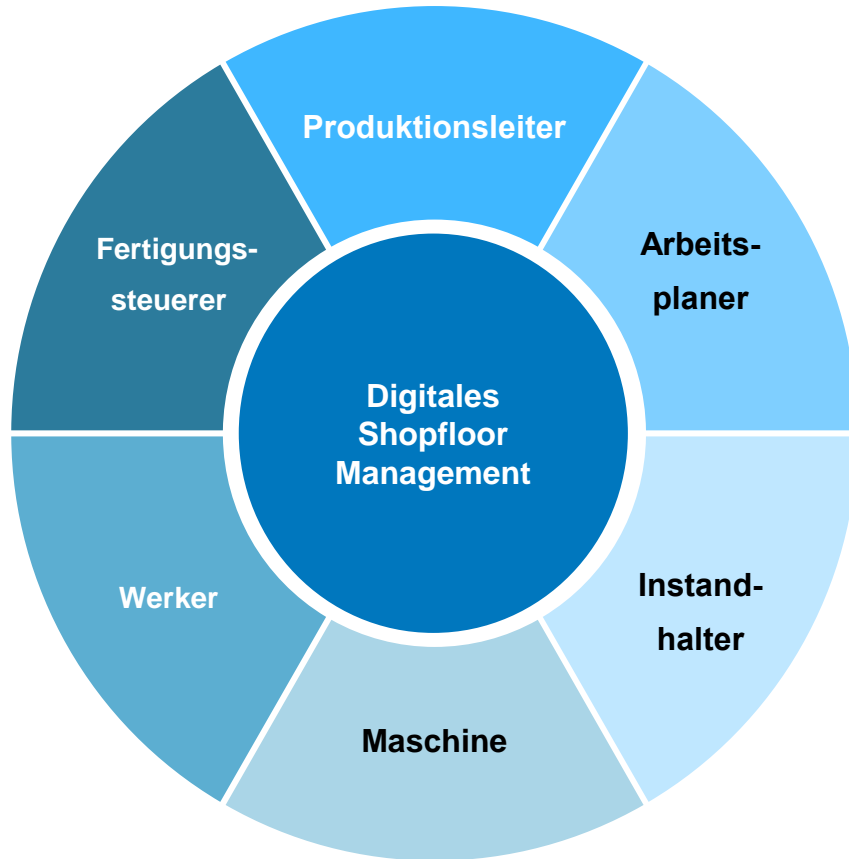 Produktionsleiter
Arbeits-
planer
Instand-
halter
Maschine
Werker
Fertigungs-
steuerer
Digitales
Shopfloor
Management